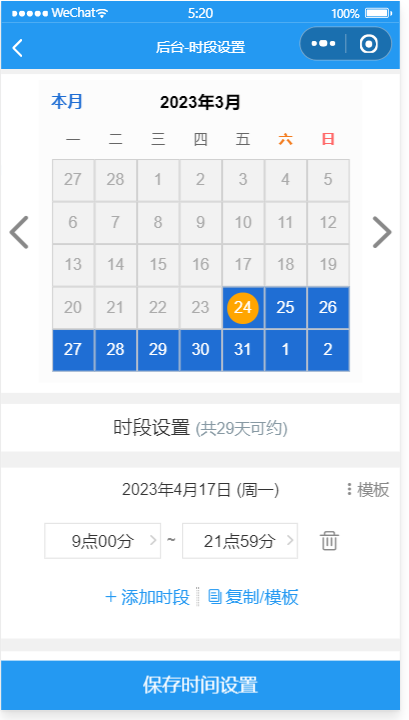 WeChat 5:20 100%
后台-时段设置
本月 2023年3月
一 二 三 四 五 六 日
27 28 1 2 3 4 5
6 7 8 9 10 11 12
13 14 15 16 17 18 19
20 21 22 23 24 25 26
27 28 29 30 31 1 2
时段设置 (共29天可约)
2023年4月17日 (周一) 模板
9点00分 ~ 21点59分
+ 添加时段 复制/模板
保存时间设置